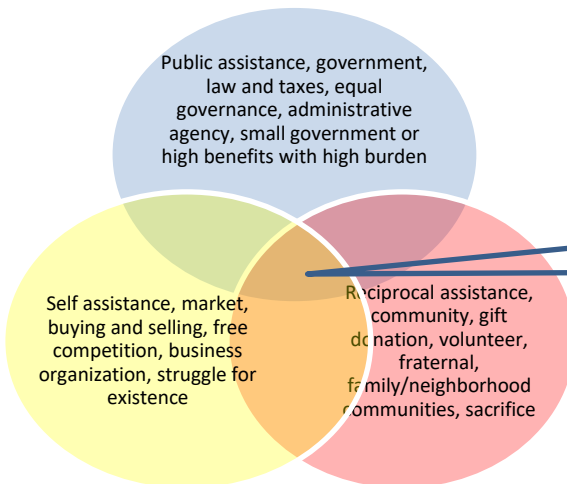 Public assistance, government,
law and taxes, equal
governance, administrative
agency, small government or
high benefits with high burden
Self assistance, market,
buying and selling, free
competition, business
organization, struggle for
existence
Reciprocal assistance,
community, gift
donation, volunteer,
fraternal,
family/neighborhood
communities, sacrifice